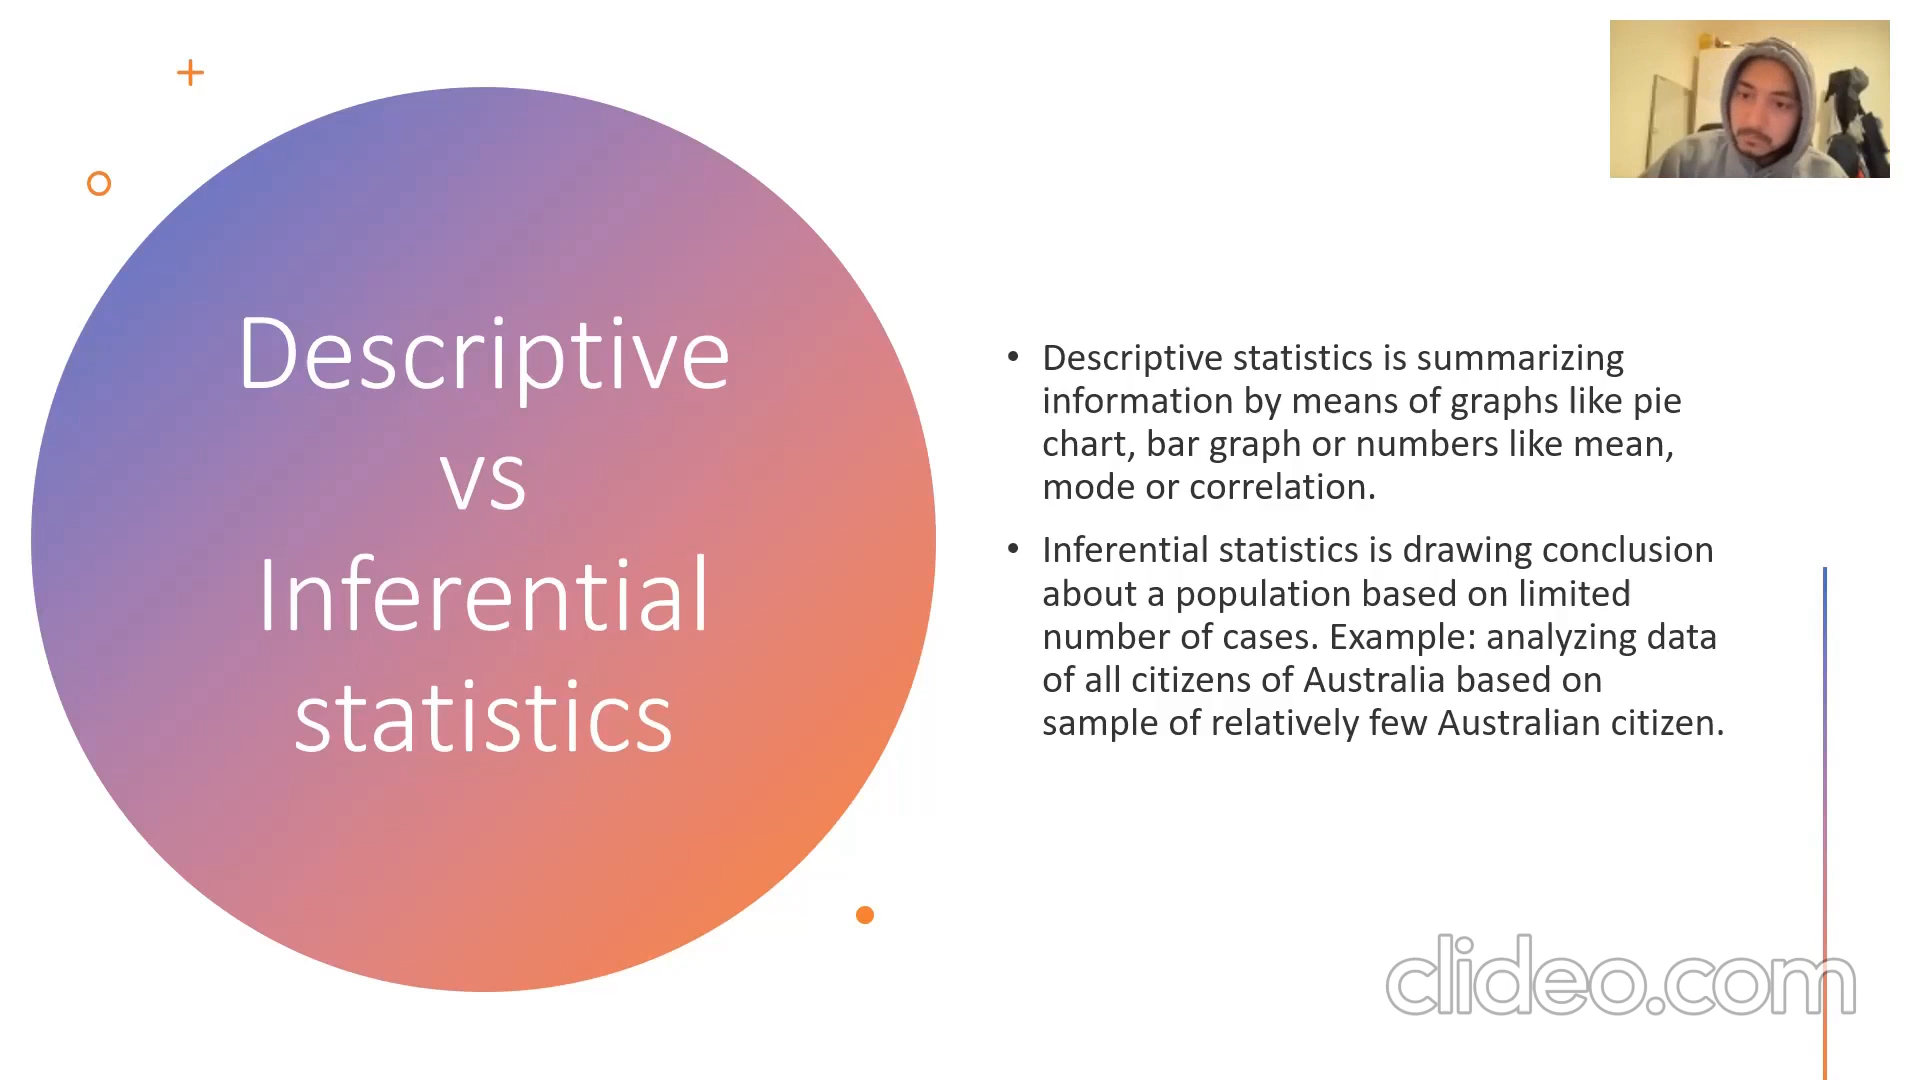 Descriptive
vs
Inferential
statistics
• Descriptive statistics is summarizing
information by means of graphs like pie
chart, bar graph or numbers like mean,
mode or correlation.
• Inferential statistics is drawing conclusion
about a population based on limited
number of cases. Example: analyzing data
of all citizens of Australia based on
sample of relatively few Australian citizen.
clideo.com